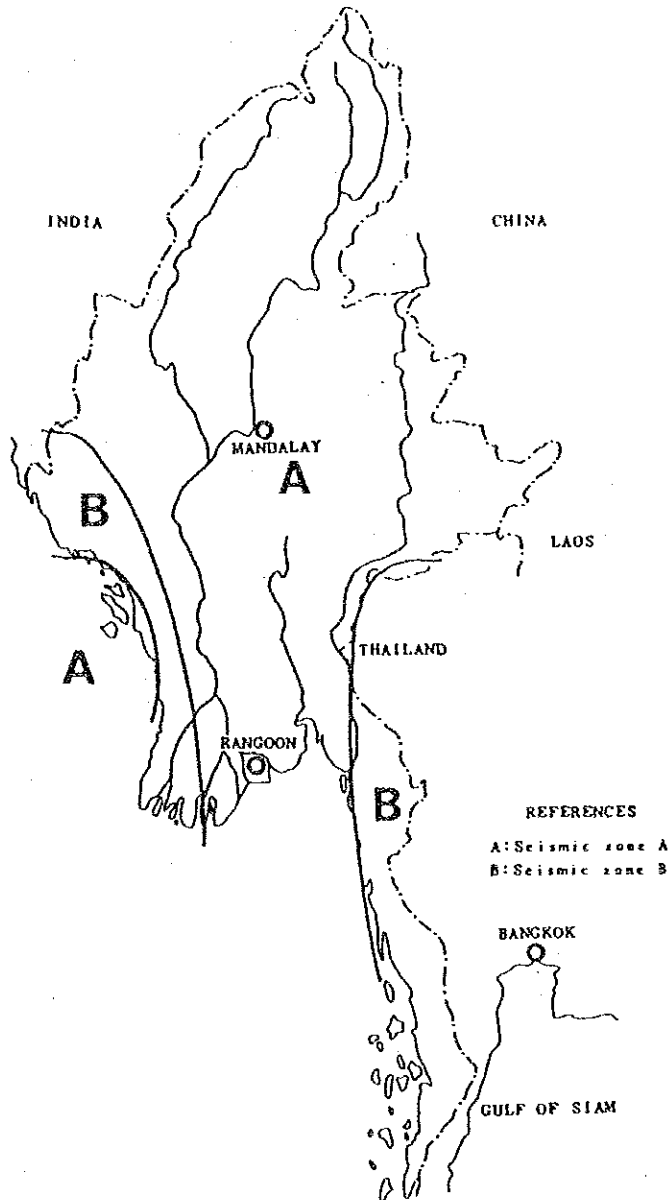 INDIA
CHINA
MANDALAY
A
B
LAOS
A
THAILAND
RANGOON
B
REFERENCES
A:Seismic zone A
B:Seismic zone B
BANGKOK
GULF OF SIAM